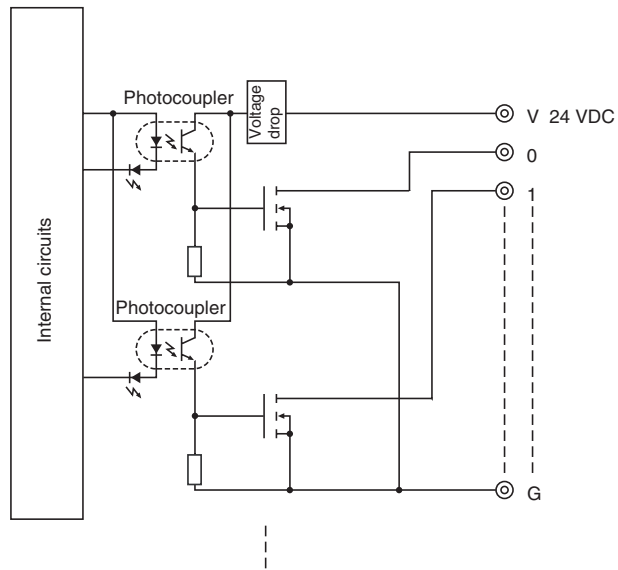 Photocoupler
Voltage
drop
V 24 VDC
0
1
Internal circuits
Photocoupler
G